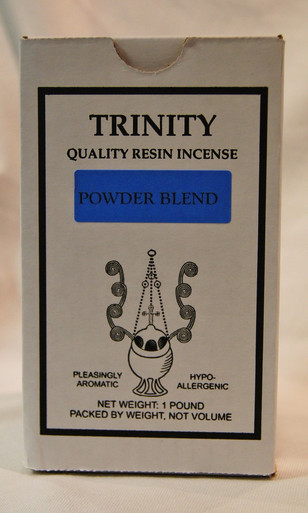 TRINITY
QUALITY RESIN INCENSE
POWDER BLEND
PLEASINGLY
AROMATIC
HYPO-
ALLERGENIC
NET WEIGHT: 1 POUND
PACKED BY WEIGHT, NOT VOLUME